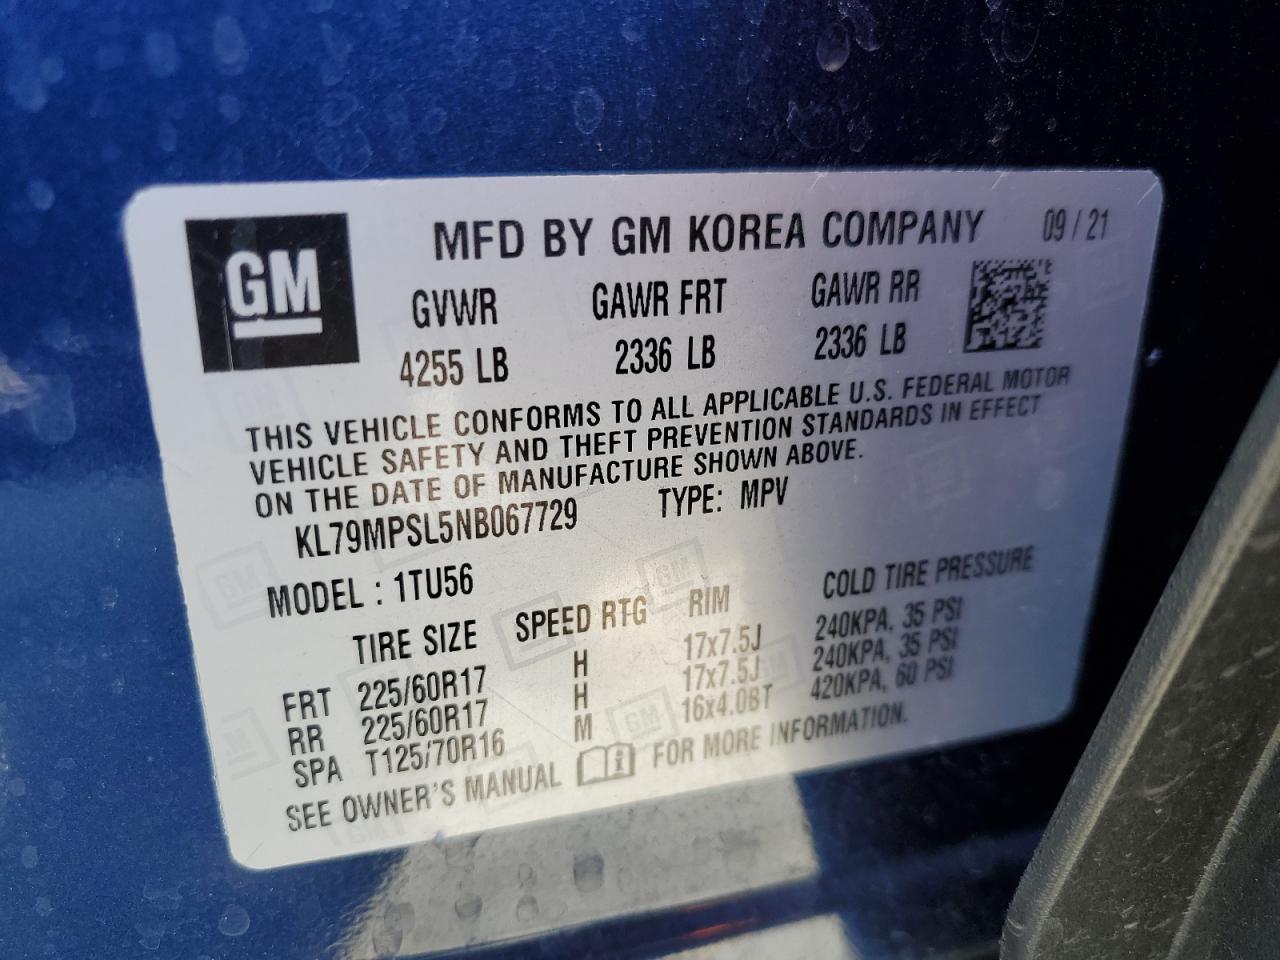 GM
MFD BY GM KOREA COMPANY 09/21
GVWR GAWR FRT GAWR RR
4255 LB 2336 LB 2336 LB
THIS VEHICLE CONFORMS TO ALL APPLICABLE U.S. FEDERAL MOTOR
VEHICLE SAFETY AND THEFT PREVENTION STANDARDS IN EFFECT
ON THE DATE OF MANUFACTURE SHOWN ABOVE.
KL79MPSL5NB067729 TYPE: MPV
MODEL : 1TU56
TIRE SIZE SPEED RTG RIM COLD TIRE PRESSURE
FRT 225/60R17 H 17x7.5J 240KPA, 35 PSI
RR 225/60R17 H 17x7.5J 240KPA, 35 PSI
SPA T125/70R16 M 16x4.0BT 420KPA, 60 PSI
SEE OWNER'S MANUAL i FOR MORE INFORMATION.